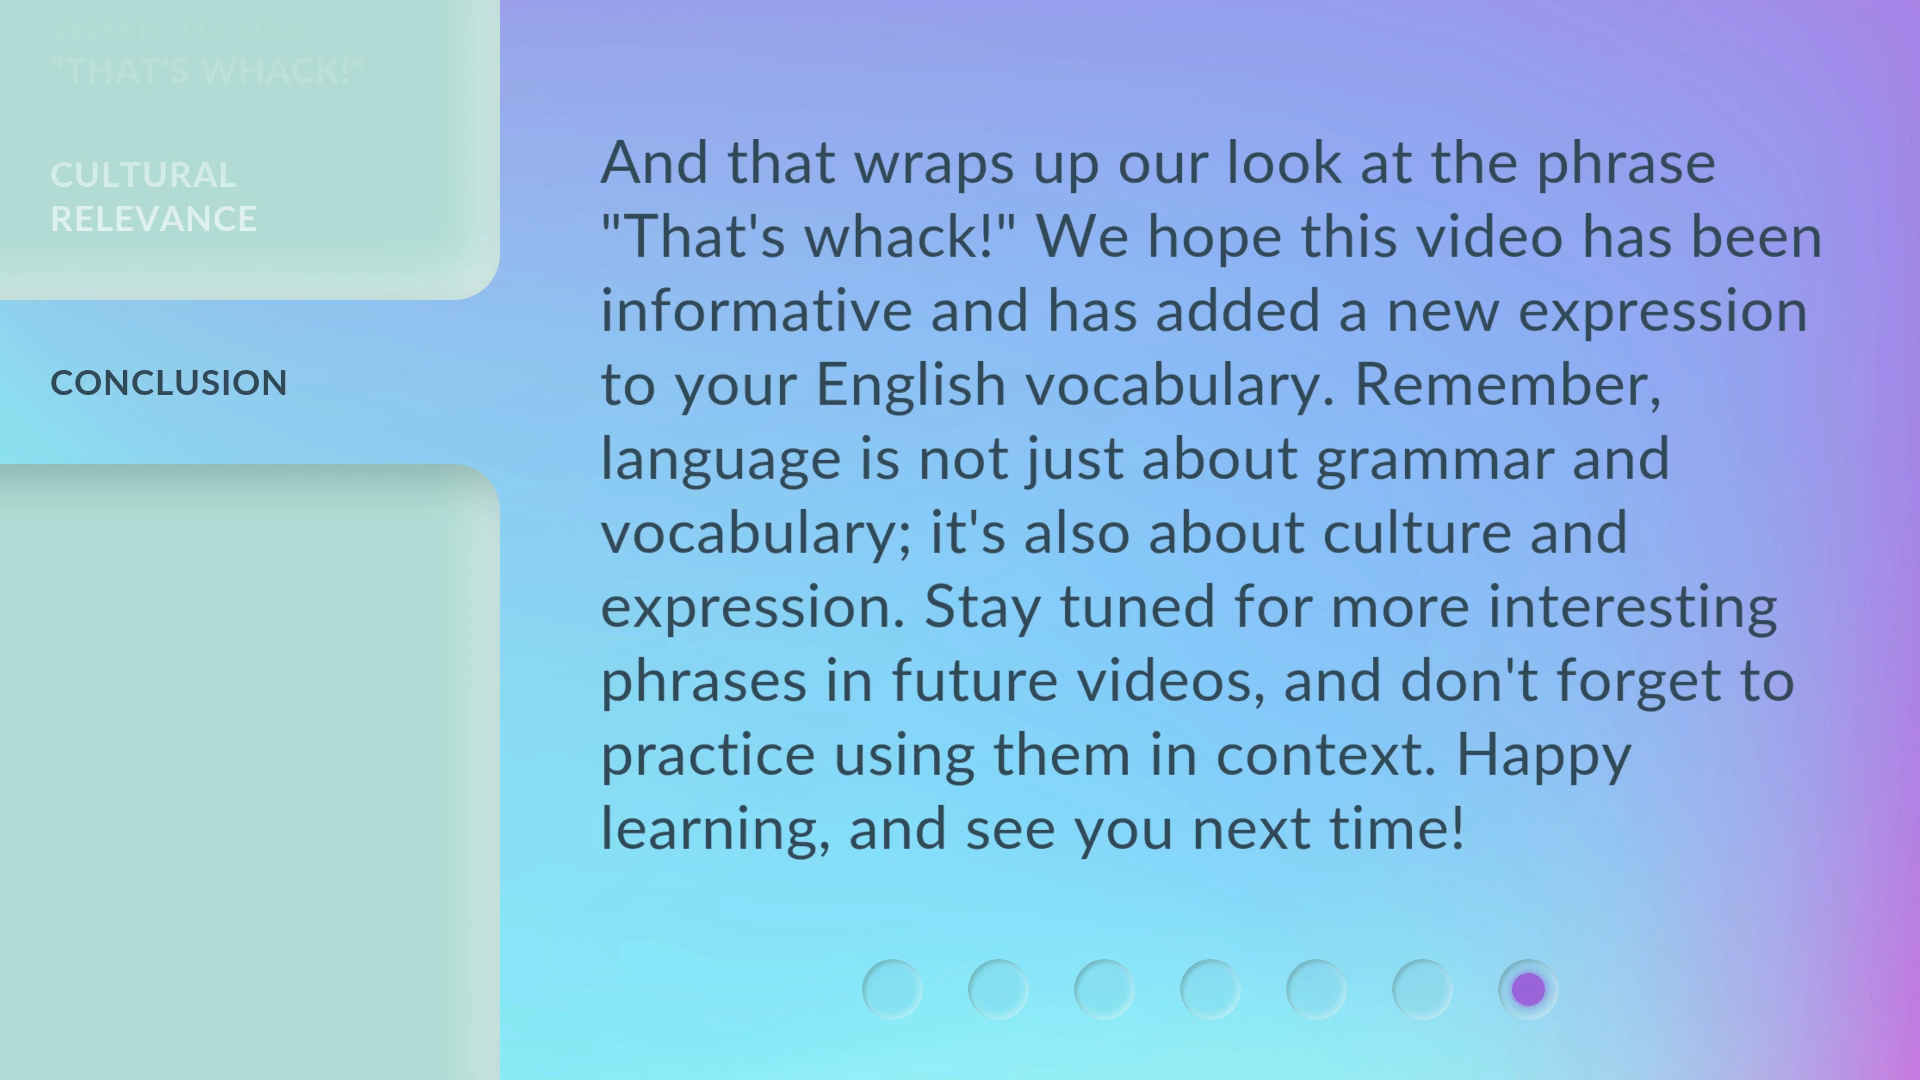 WHEN TO USE
"THAT'S WHACK!"
CULTURAL
RELEVANCE
CONCLUSION
And that wraps up our look at the phrase
"That's whack!" We hope this video has been
informative and has added a new expression
to your English vocabulary. Remember,
language is not just about grammar and
vocabulary; it's also about culture and
expression. Stay tuned for more interesting
phrases in future videos, and don't forget to
practice using them in context. Happy
learning, and see you next time!